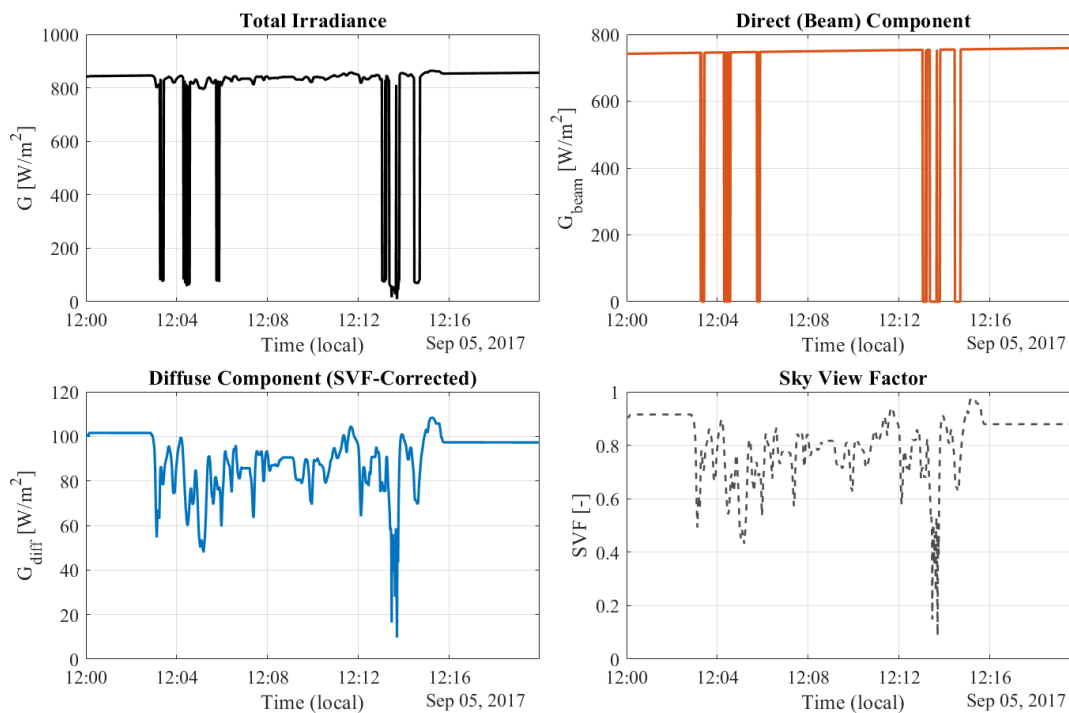 Total Irradiance
G [W/m²]
1000
800
600
400
200
0
12:00 12:04 12:08 12:12 12:16
Time (local) Sep 05, 2017
Direct (Beam) Component
G_beam [W/m²]
800
600
400
200
0
12:00 12:04 12:08 12:12 12:16
Time (local) Sep 05, 2017
Diffuse Component (SVF-Corrected)
G_diff [W/m²]
120
100
80
60
40
20
0
12:00 12:04 12:08 12:12 12:16
Time (local) Sep 05, 2017
Sky View Factor
SVF [-]
1
0.8
0.6
0.4
0.2
0
12:00 12:04 12:08 12:12 12:16
Time (local) Sep 05, 2017